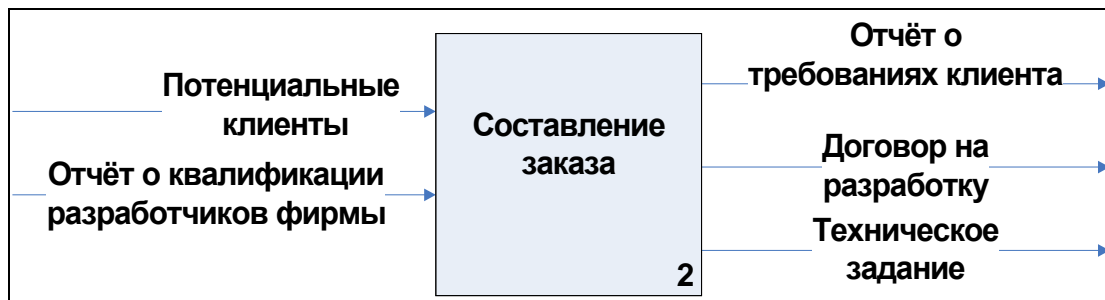 Потенциальные
клиенты
Отчёт о квалификации
разработчиков фирмы
Составление
заказа
2
Отчёт о
требованиях клиента
Договор на
разработку
Техническое
задание